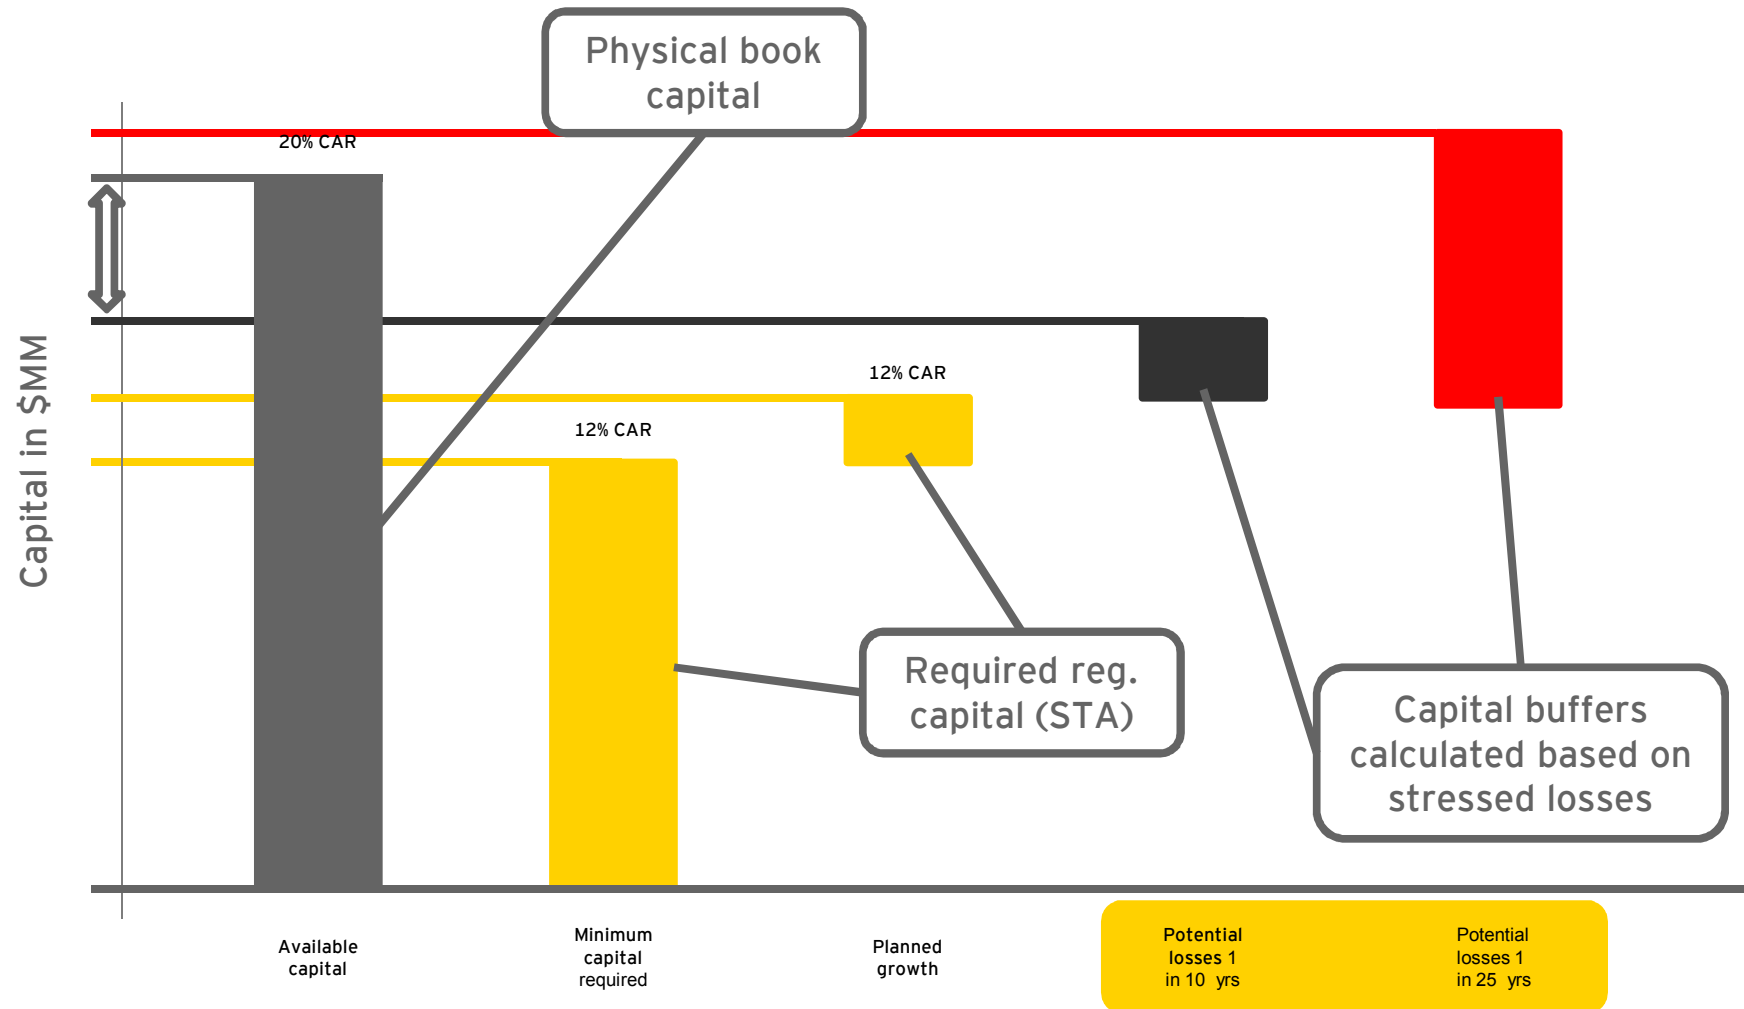 Physical book
capital
20% CAR
12% CAR
12% CAR
Capital in $MM
Required reg.
capital (STA)
Capital buffers
calculated based on
stressed losses
Available
capital
Minimum
capital
required
Planned
growth
Potential
losses 1
in 10 yrs
Potential
losses 1
in 25 yrs